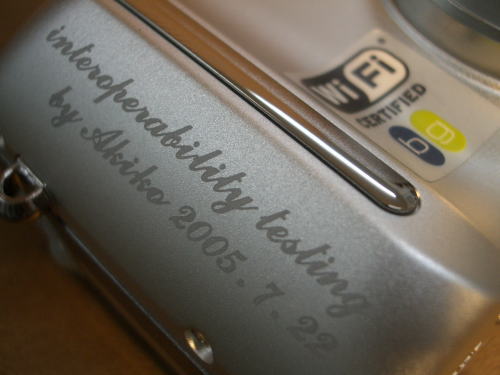 interoperability testing
by Akiko 2005.7.22
Wi Fi
CERTIFIED
b g